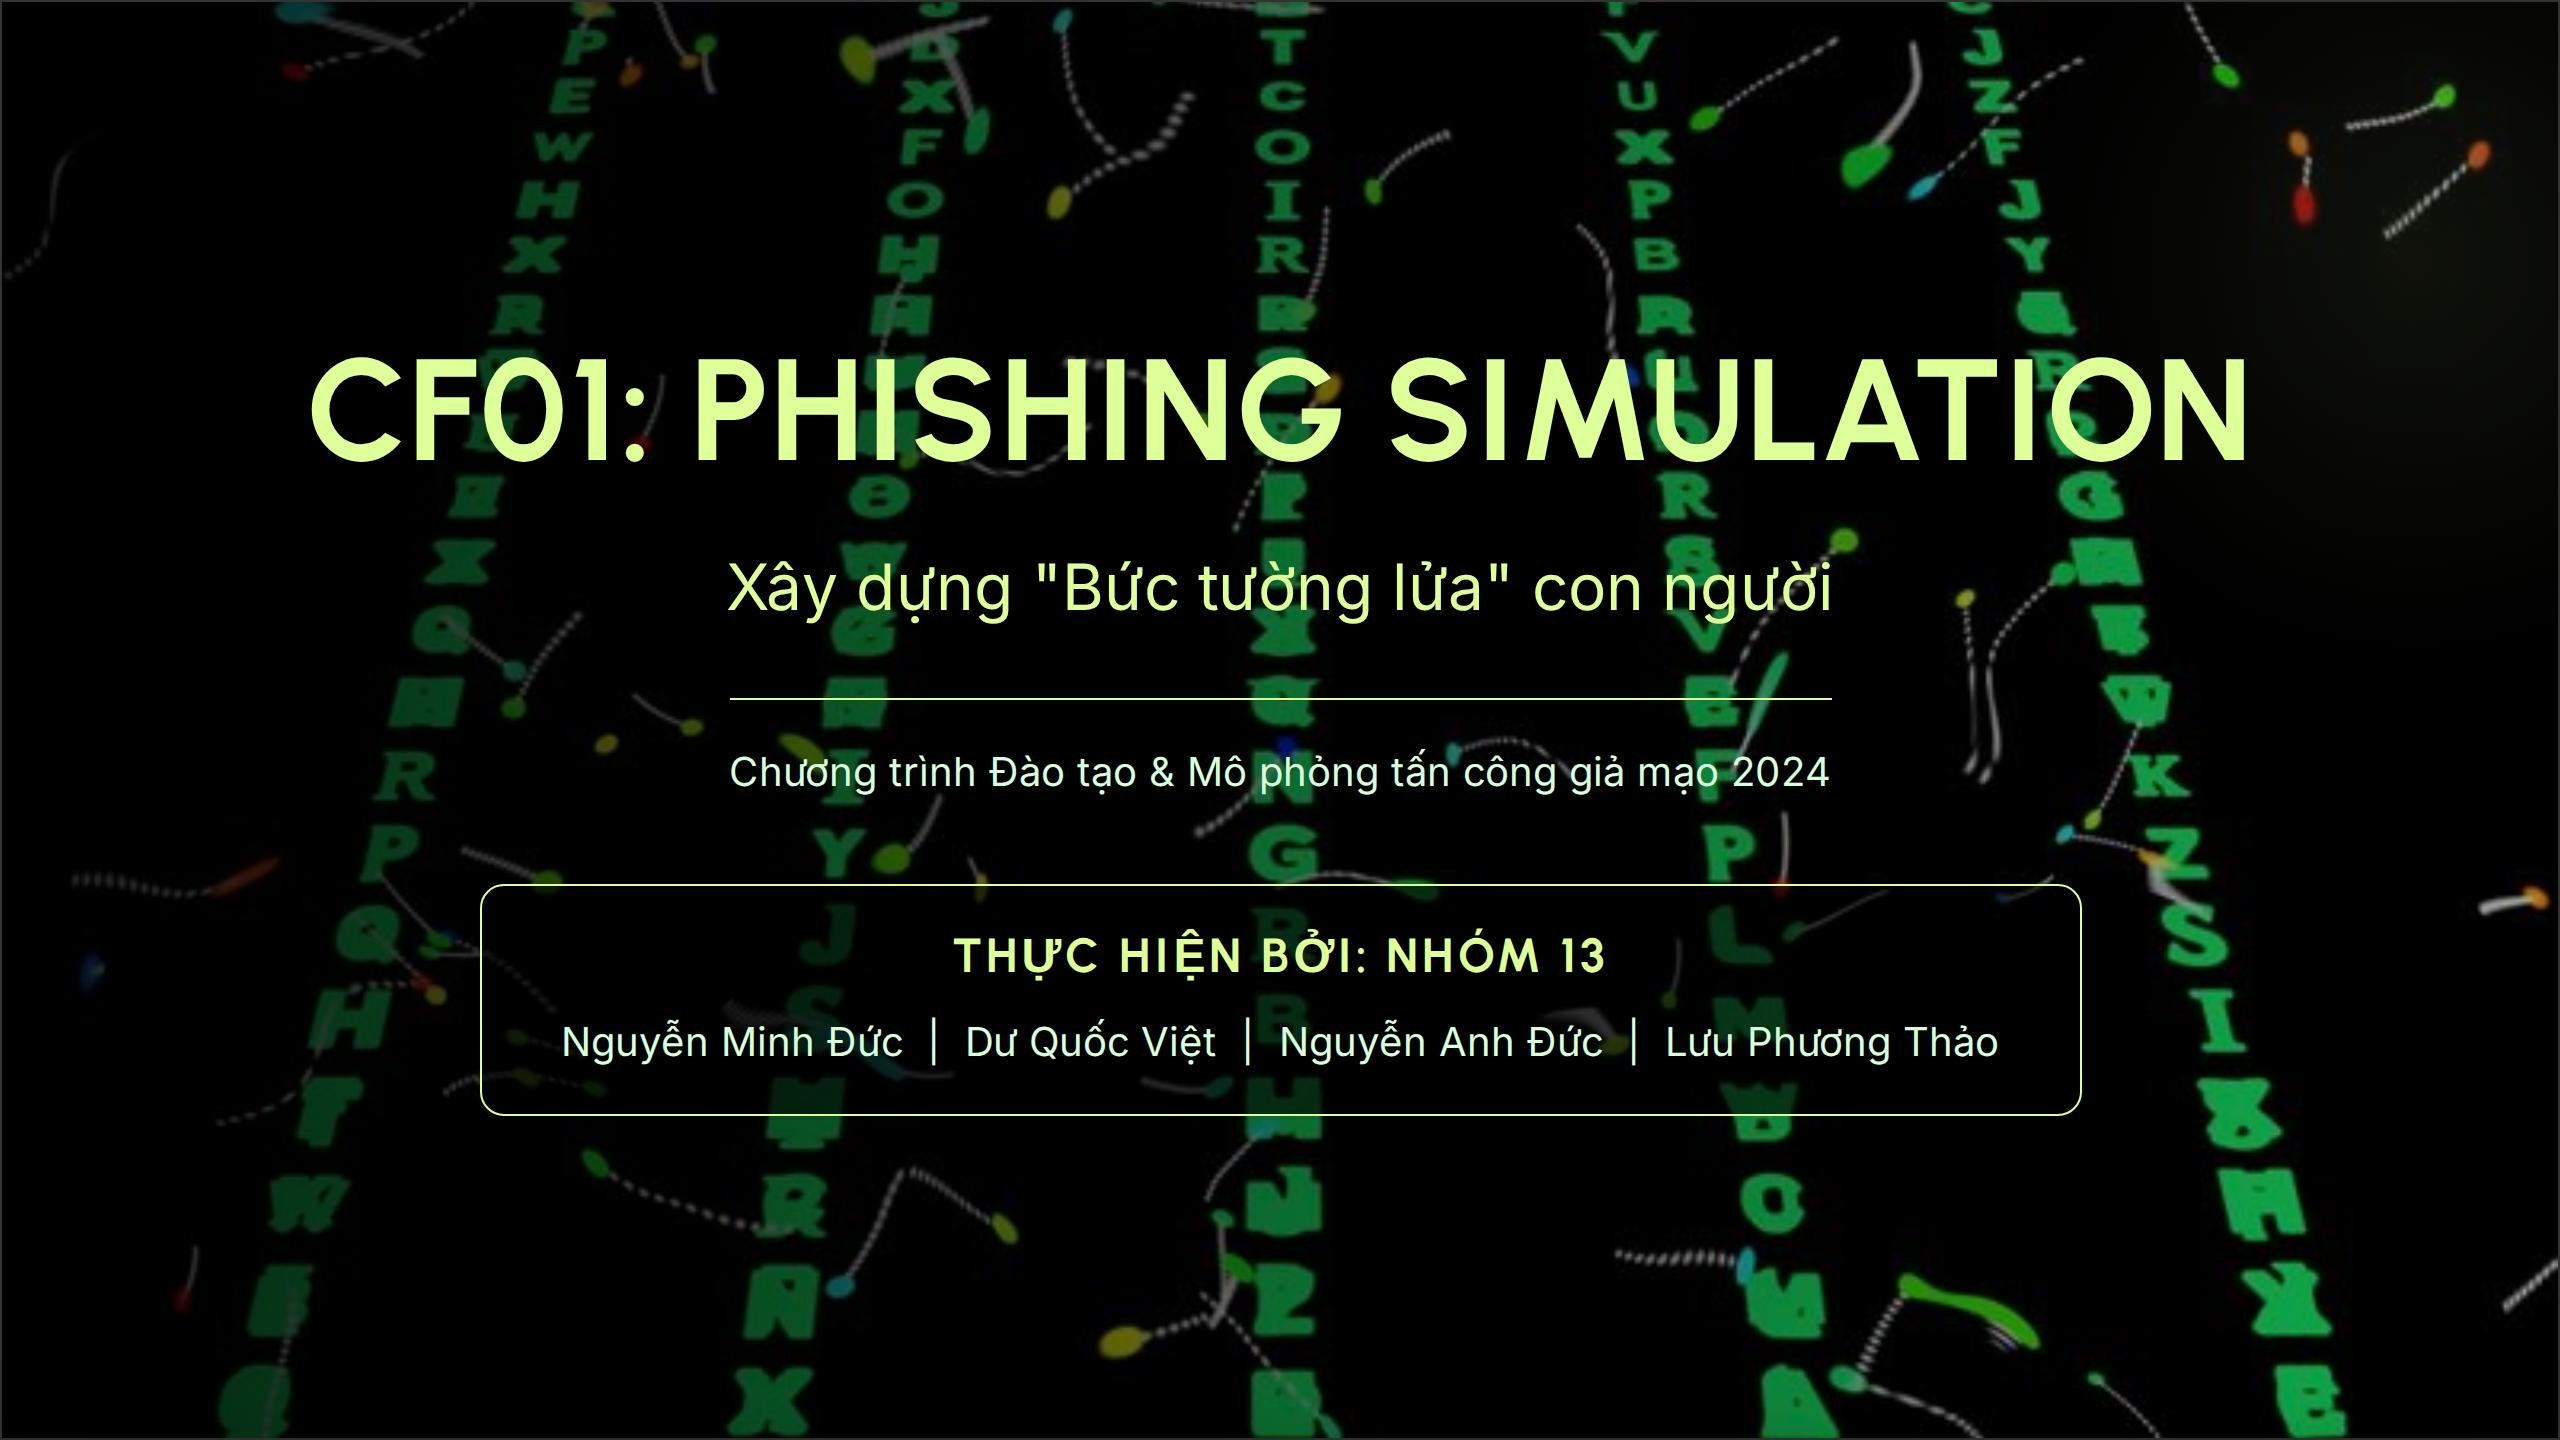 CF01: PHISHING SIMULATION
Xây dựng "Bức tường lửa" con người
Chương trình Đào tạo & Mô phỏng tấn công giả mạo 2024
THỰC HIỆN BỞI: NHÓM 13
Nguyễn Minh Đức | Dư Quốc Việt | Nguyễn Anh Đức | Lưu Phương Thảo